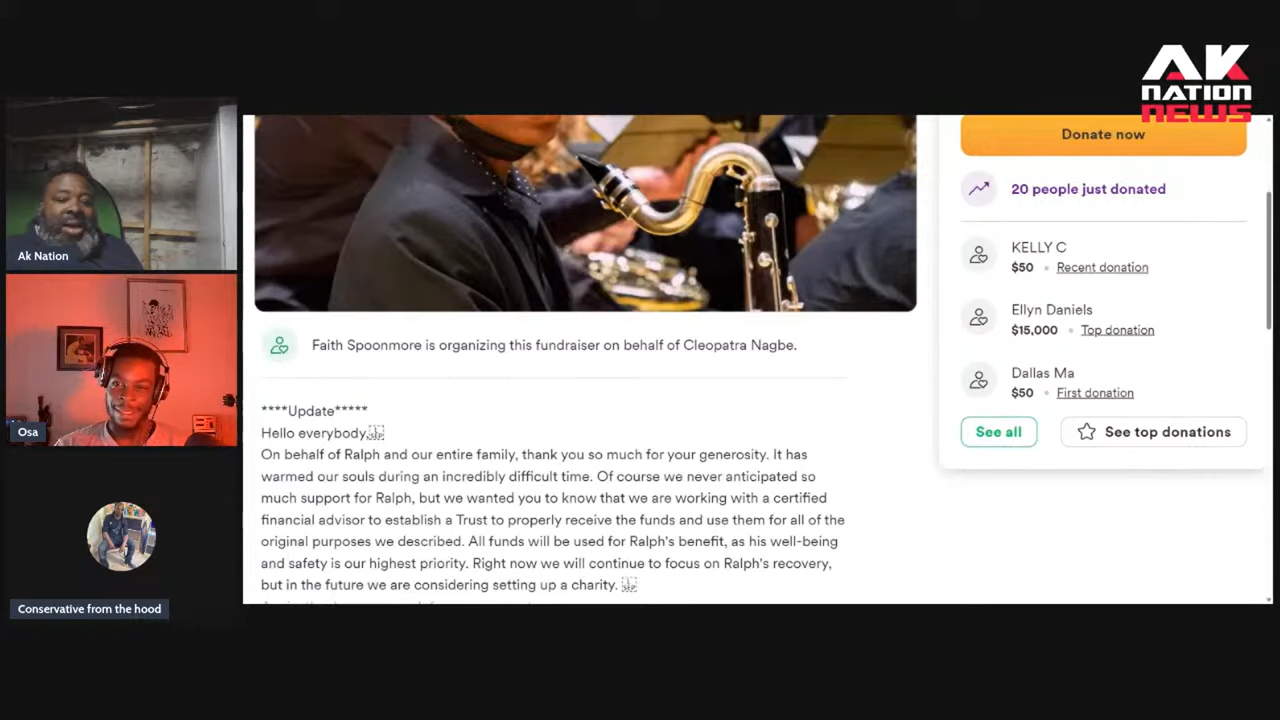 AK
NATION
NEWS
Donate now
20 people just donated
KELLY C
$50 • Recent donation
Ellyn Daniels
$15,000 • Top donation
Dallas Ma
$50 • First donation
See all
See top donations
Ak Nation
Osa
Conservative from the hood
Faith Spoonmore is organizing this fundraiser on behalf of Cleopatra Nagbe.
****Update*****
Hello everybody,
On behalf of Ralph and our entire family, thank you so much for your generosity. It has
warmed our souls during an incredibly difficult time. Of course we never anticipated so
much support for Ralph, but we wanted you to know that we are working with a certified
financial advisor to establish a Trust to properly receive the funds and use them for all of the
original purposes we described. All funds will be used for Ralph's benefit, as his well-being
and safety is our highest priority. Right now we will continue to focus on Ralph's recovery,
but in the future we are considering setting up a charity.